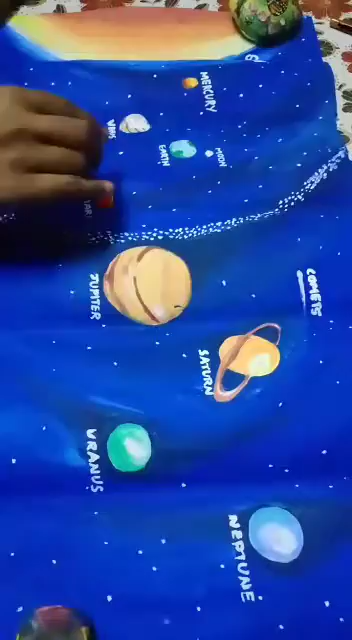 MERCURY
EARTH
MOON
JUPITER
COMETS
SATURN
URANUS
NEPTUNE